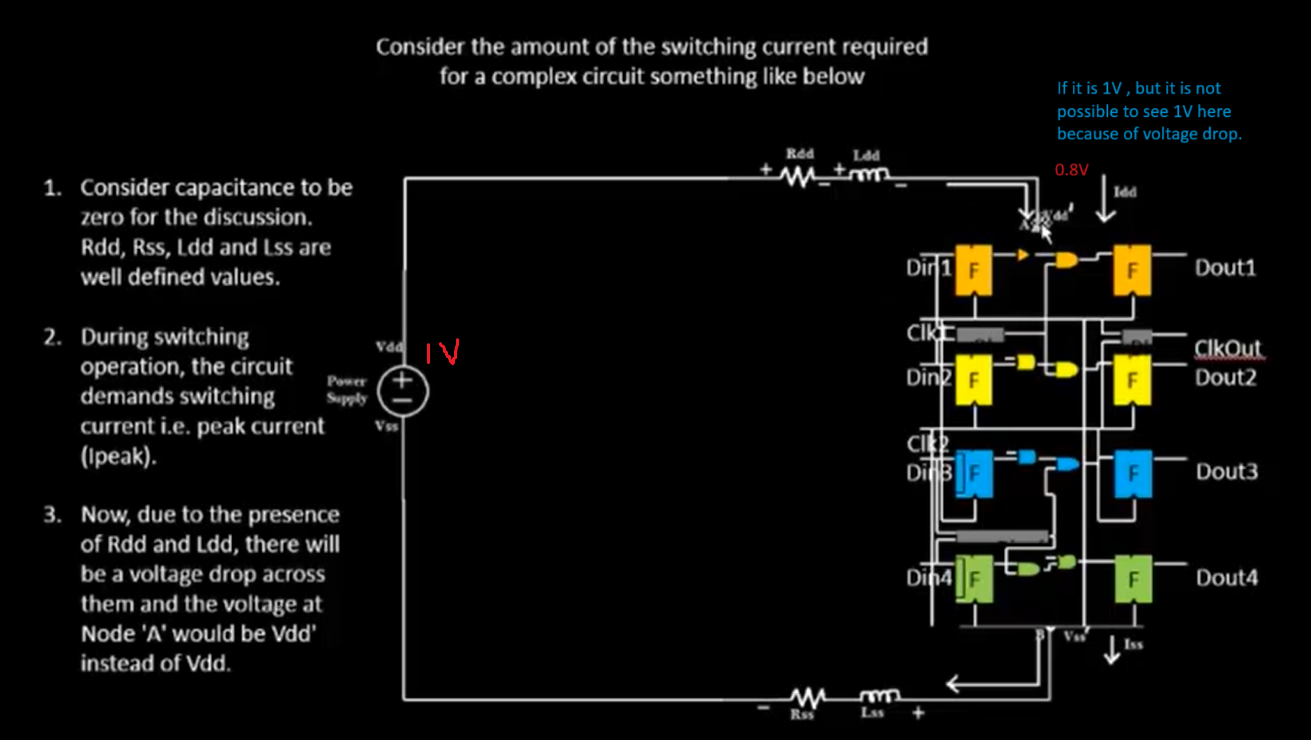 Consider the amount of the switching current required
for a complex circuit something like below
If it is 1V , but it is not
possible to see 1V here
because of voltage drop.
0.8V
1. Consider capacitance to be
zero for the discussion.
Rdd, Rss, Ldd and Lss are
well defined values.
2. During switching
operation, the circuit
demands switching
current i.e. peak current
(Ipeak).
3. Now, due to the presence
of Rdd and Ldd, there will
be a voltage drop across
them and the voltage at
Node 'A' would be Vdd'
instead of Vdd.
Vdd
1V
Power
Supply
+
−
Vss
+ Rdd −
+ Ldd −
Idd
A
Din1 F F Dout1
Clk1 ClkOut
Din2 F F Dout2
Clk2
Din3 F F Dout3
Din4 F F Dout4
B Vss'
Iss
− Rss Lss +